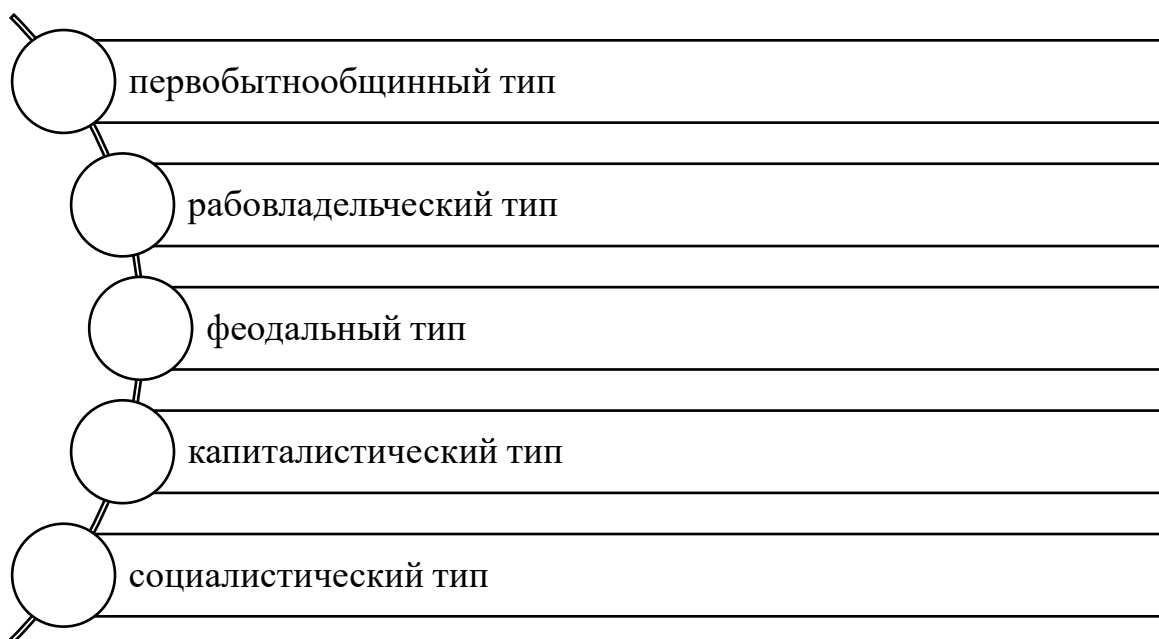 первобытнообщинный тип
рабовладельческий тип
феодальный тип
капиталистический тип
социалистический тип